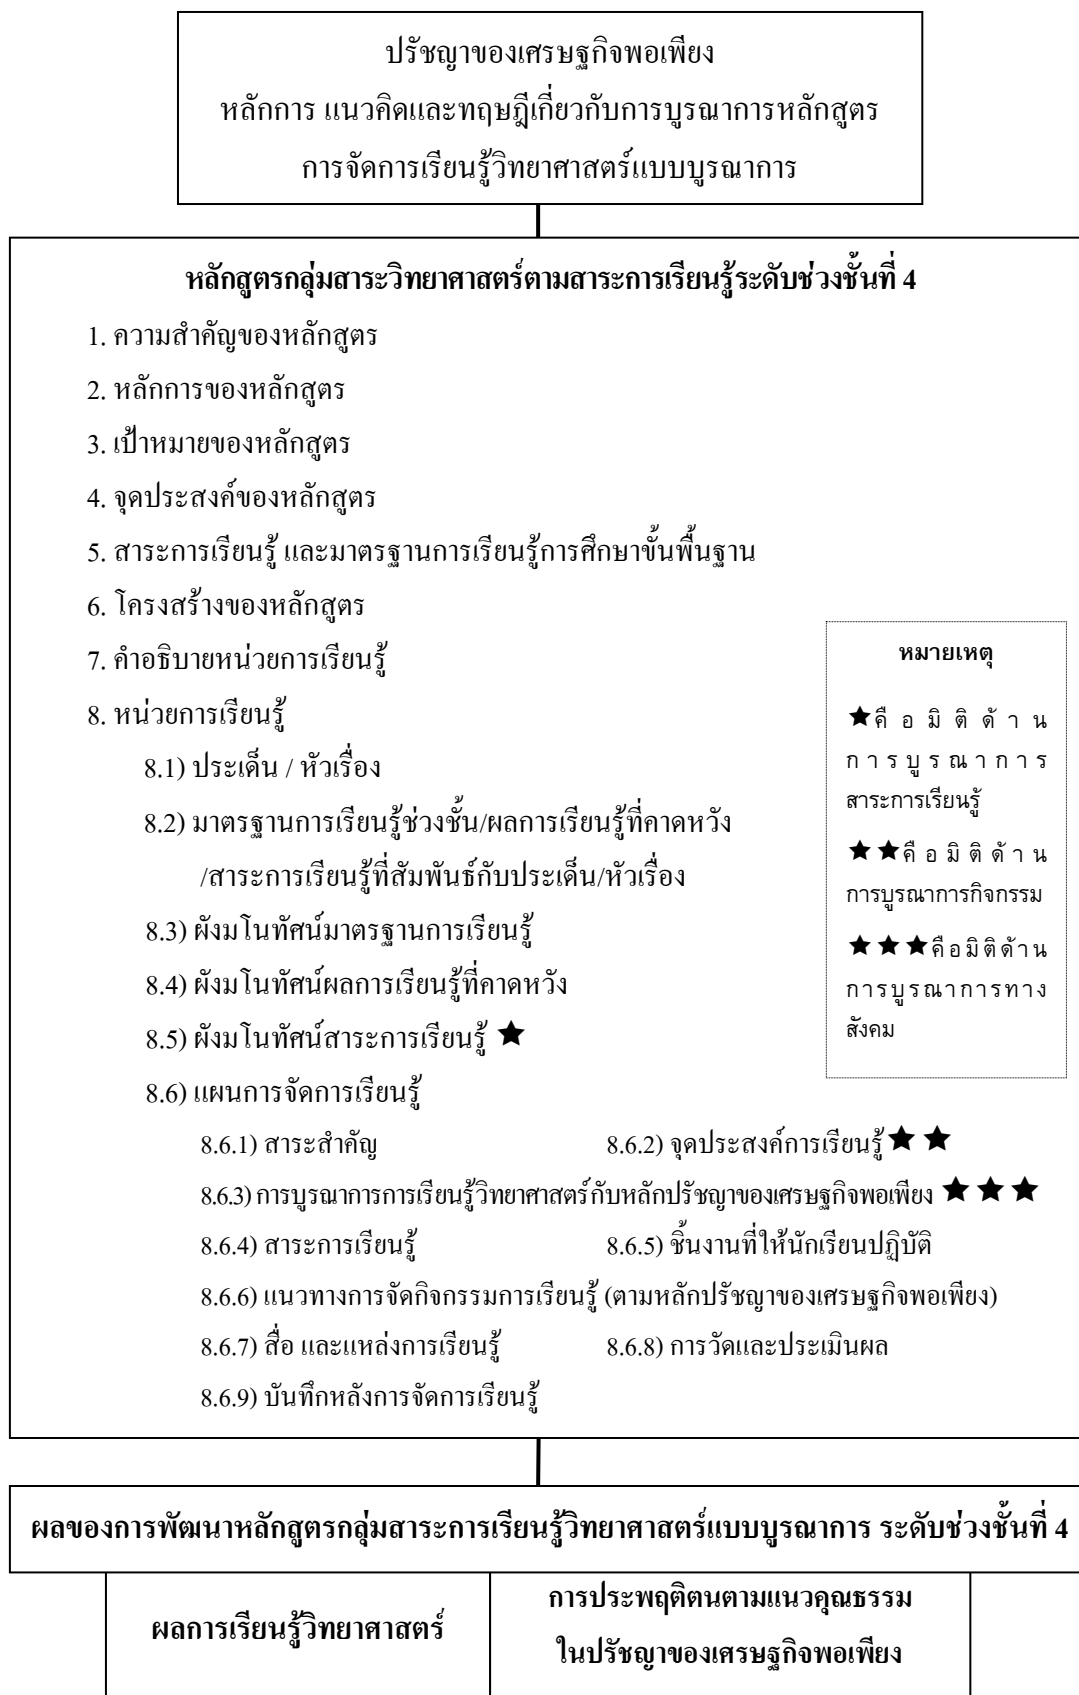 ปรัชญาของเศรษฐกิจพอเพียง
หลักการ แนวคิดและทฤษฎีเกี่ยวกับการบูรณาการหลักสูตร
การจัดการเรียนรู้วิทยาศาสตร์แบบบูรณาการ
หลักสูตรกลุ่มสาระวิทยาศาสตร์ตามสาระการเรียนรู้ระดับช่วงชั้นที่ 4
1. ความสำคัญของหลักสูตร
2. หลักการของหลักสูตร
3. เป้าหมายของหลักสูตร
4. จุดประสงค์ของหลักสูตร
5. สาระการเรียนรู้ และมาตรฐานการเรียนรู้การศึกษาขั้นพื้นฐาน
6. โครงสร้างของหลักสูตร
7. คำอธิบายหน่วยการเรียนรู้
8. หน่วยการเรียนรู้
8.1) ประเด็น / หัวเรื่อง
8.2) มาตรฐานการเรียนรู้ช่วงชั้น/ผลการเรียนรู้ที่คาดหวัง
/สาระการเรียนรู้ที่สัมพันธ์กับประเด็น/หัวเรื่อง
8.3) ผังมโนทัศน์มาตรฐานการเรียนรู้
8.4) ผังมโนทัศน์ผลการเรียนรู้ที่คาดหวัง
8.5) ผังมโนทัศน์สาระการเรียนรู้ ★
8.6) แผนการจัดการเรียนรู้
8.6.1) สาระสำคัญ 8.6.2) จุดประสงค์การเรียนรู้ ★ ★
8.6.3) การบูรณาการการเรียนรู้วิทยาศาสตร์กับหลักปรัชญาของเศรษฐกิจพอเพียง ★ ★ ★
8.6.4) สาระการเรียนรู้ 8.6.5) ชิ้นงานที่ให้นักเรียนปฏิบัติ
8.6.6) แนวทางการจัดกิจกรรมการเรียนรู้ (ตามหลักปรัชญาของเศรษฐกิจพอเพียง)
8.6.7) สื่อ และแหล่งการเรียนรู้ 8.6.8) การวัดและประเมินผล
8.6.9) บันทึกหลังการจัดการเรียนรู้
หมายเหตุ
★คือมิติด้าน
การบูรณาการ
สาระการเรียนรู้
★ ★คือมิติด้าน
การบูรณาการกิจกรรม
★ ★ ★คือมิติด้าน
การบูรณาการทาง
สังคม
ผลของการพัฒนาหลักสูตรกลุ่มสาระการเรียนรู้วิทยาศาสตร์แบบบูรณาการ ระดับช่วงชั้นที่ 4
ผลการเรียนรู้วิทยาศาสตร์
การประพฤติตนตามแนวคุณธรรม
ในปรัชญาของเศรษฐกิจพอเพียง